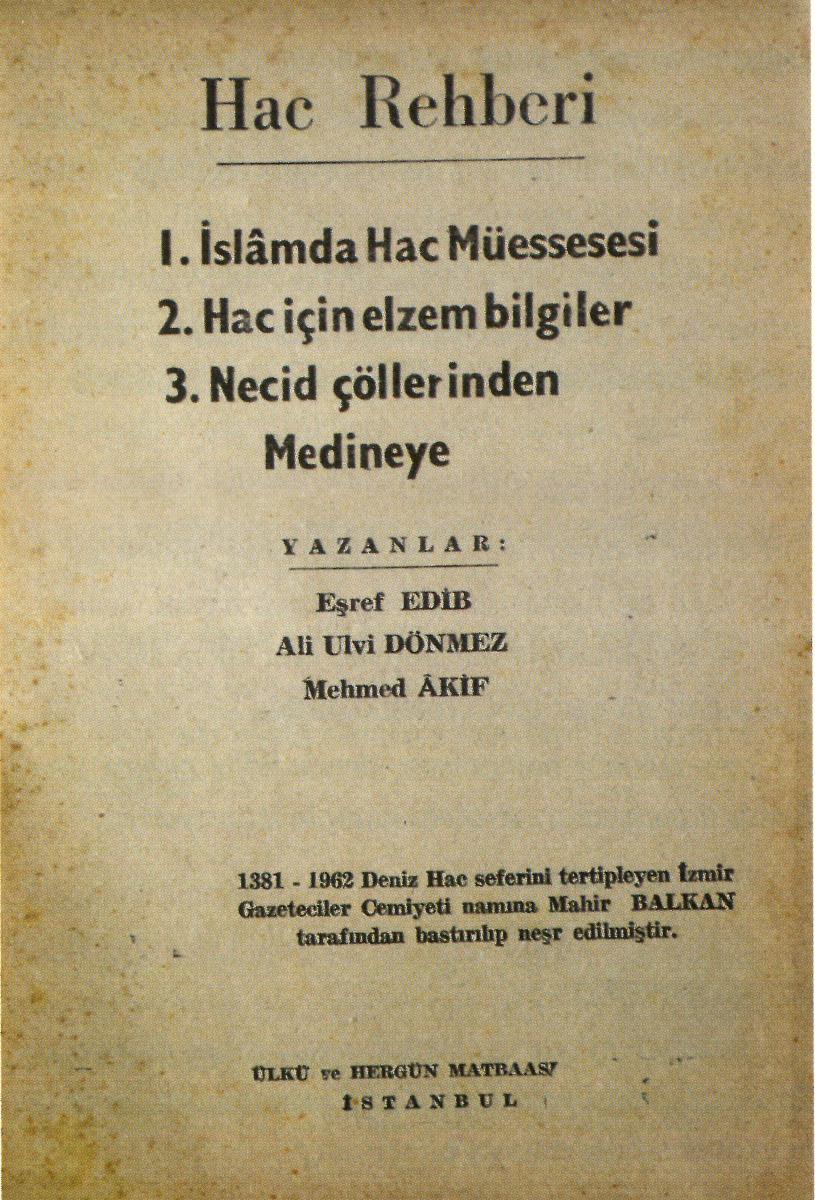 Hac Rehberi
1. İslâmda Hac Müessesesi
2. Hac için elzem bilgiler
3. Necid çöllerinden
Medineye
YAZANLAR:
Eşref EDİB
Ali Ulvi DÖNMEZ
Mehmed ÂKİF
1381 - 1962 Deniz Hac seferini tertipleyen İzmir
Gazeteciler Cemiyeti namına Mahir BALKAN
tarafından bastırılıp neşr edilmiştir.
ÜLKÜ ve HERGÜN MATBAASI
İSTANBUL